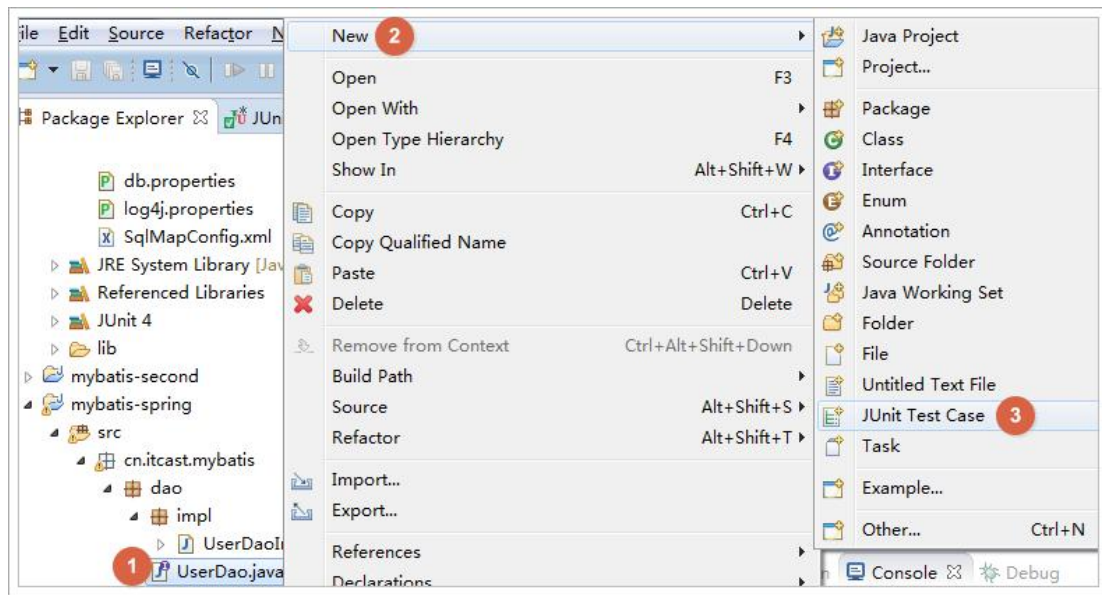 File Edit Source Refactor N
Package Explorer JUn
db.properties
log4j.properties
SqlMapConfig.xml
JRE System Library [Jav
Referenced Libraries
JUnit 4
lib
mybatis-second
mybatis-spring
src
cn.itcast.mybatis
dao
impl
UserDaoI
1 UserDao.java
New 2
Open F3
Open With
Open Type Hierarchy F4
Show In Alt+Shift+W
Copy Ctrl+C
Copy Qualified Name
Paste Ctrl+V
Delete Delete
Remove from Context Ctrl+Alt+Shift+Down
Build Path
Source Alt+Shift+S
Refactor Alt+Shift+T
Import...
Export...
References
Declarations
Java Project
Project...
Package
Class
Interface
Enum
Annotation
Source Folder
Java Working Set
Folder
File
Untitled Text File
JUnit Test Case 3
Task
Example...
Other... Ctrl+N
n Console Debug